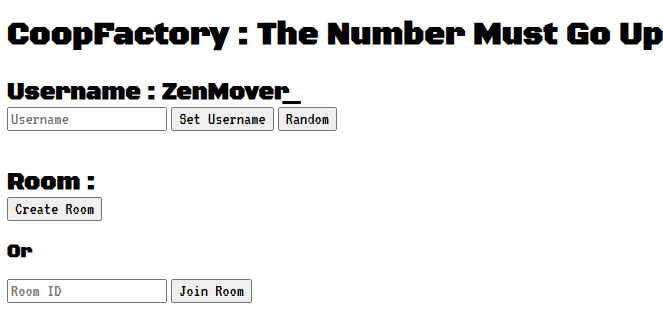 CoopFactory : The Number Must Go Up
Username : ZenMover_
Username Set Username Random
Room :
Create Room
Or
Room ID Join Room